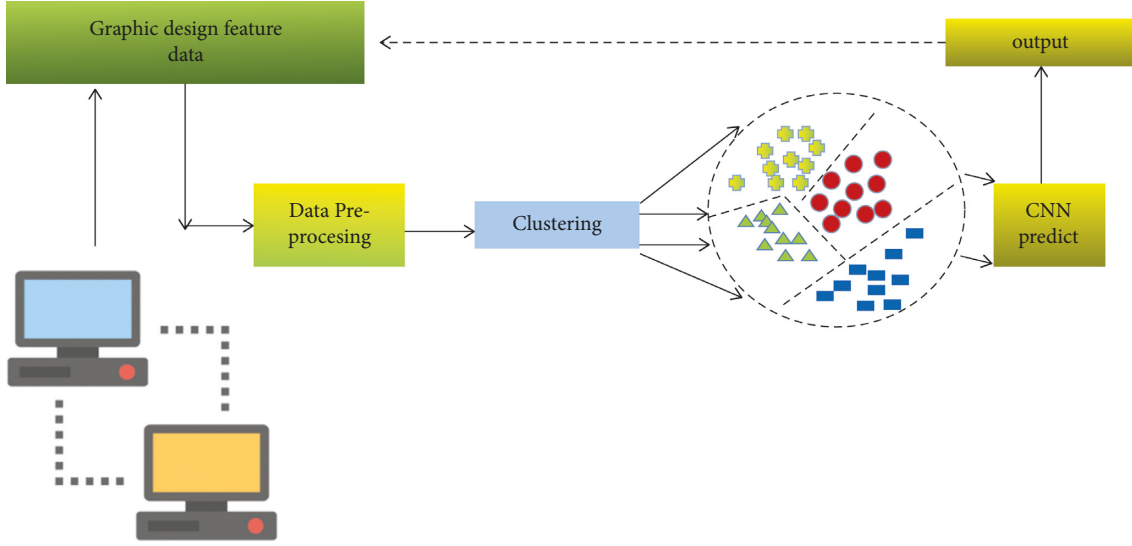 Graphic design feature
data
output
Data Pre-
procesing
Clustering
CNN
predict